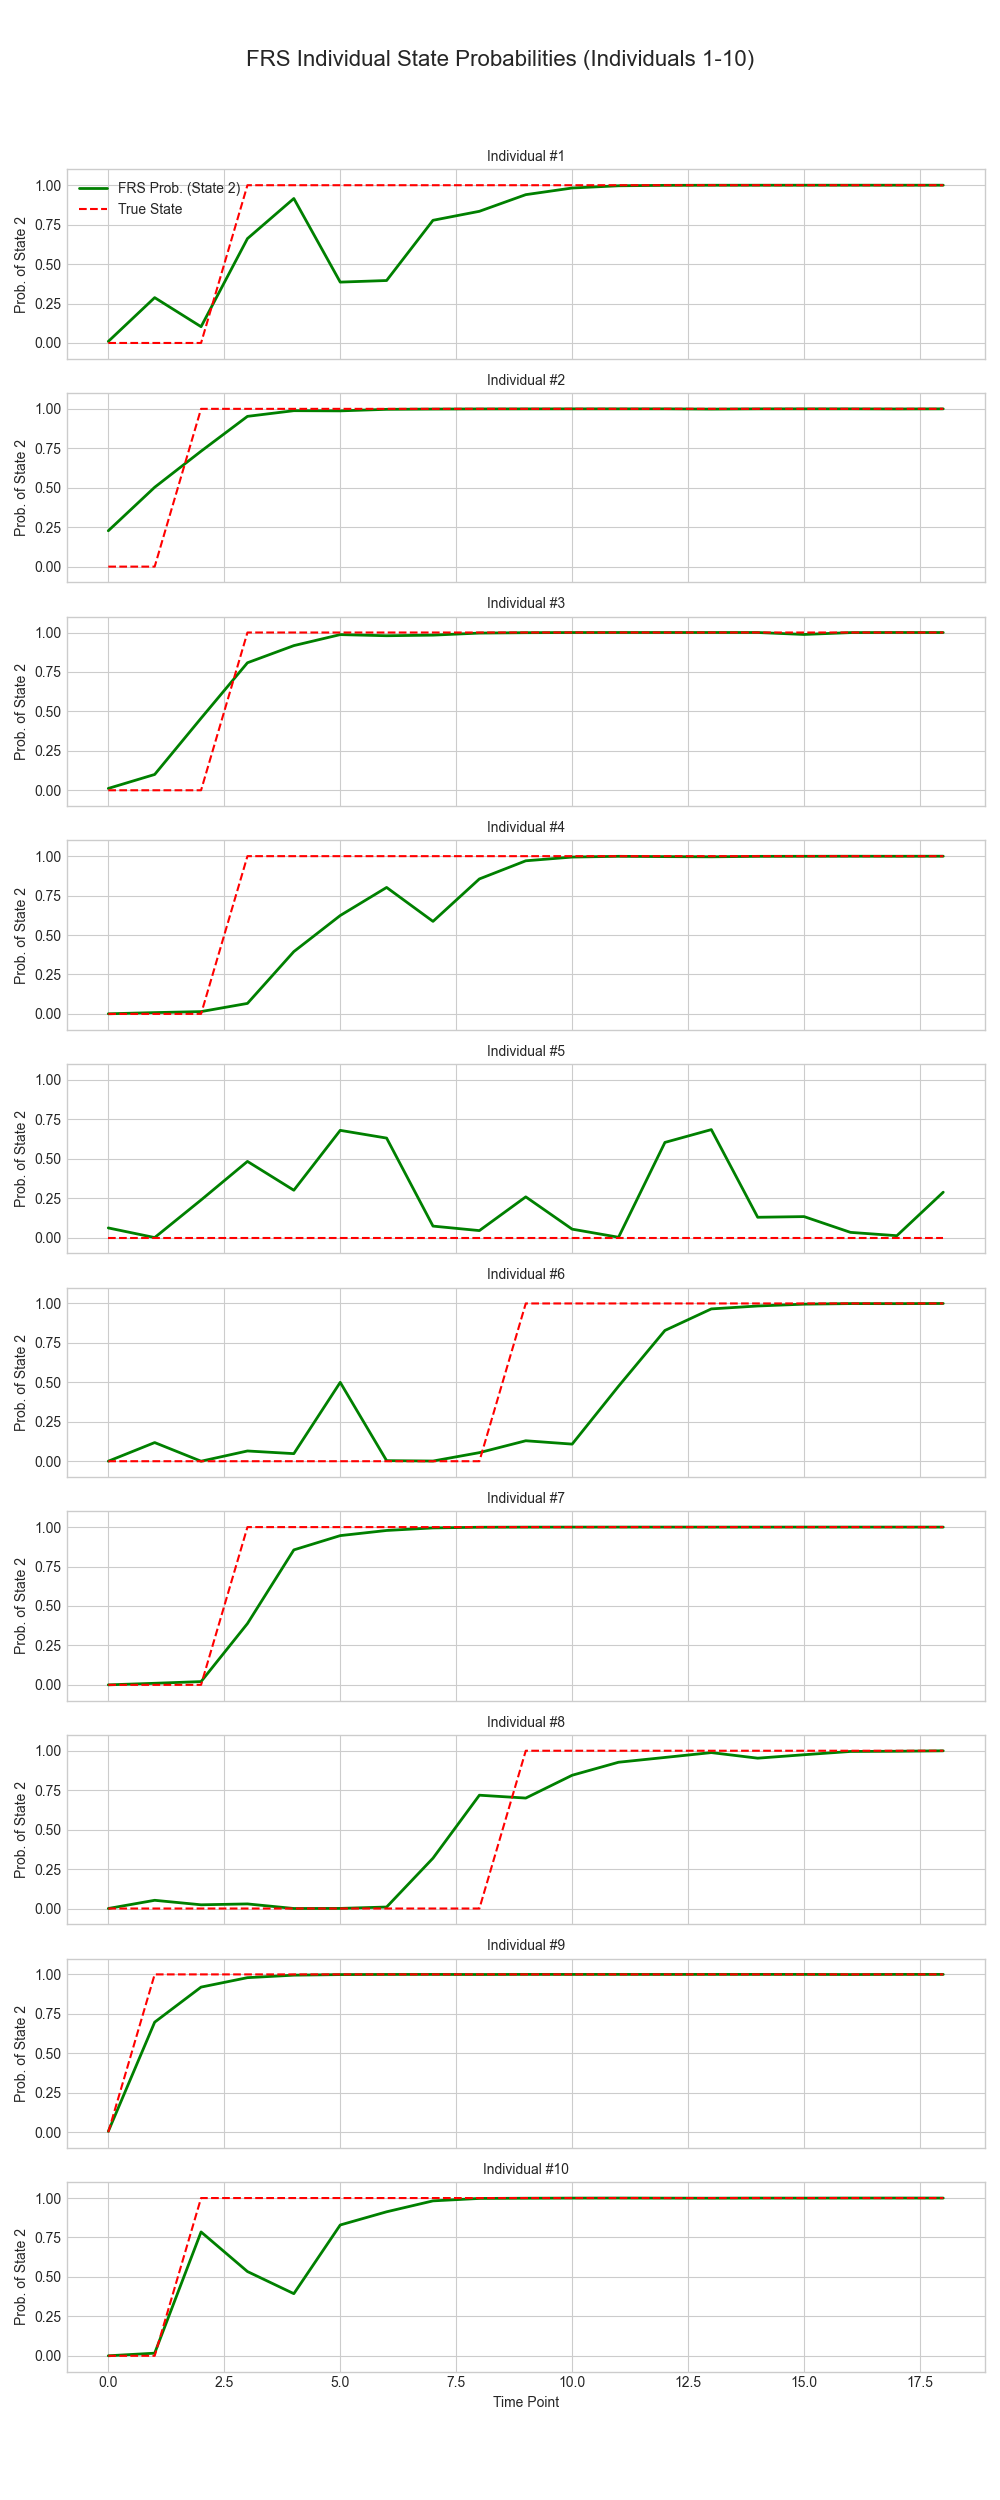 FRS Individual State Probabilities (Individuals 1-10)
Individual #1
FRS Prob. (State 2)
True State
Prob. of State 2
1.00
0.75
0.50
0.25
0.00
Individual #2
Prob. of State 2
1.00
0.75
0.50
0.25
0.00
Individual #3
Prob. of State 2
1.00
0.75
0.50
0.25
0.00
Individual #4
Prob. of State 2
1.00
0.75
0.50
0.25
0.00
Individual #5
Prob. of State 2
1.00
0.75
0.50
0.25
0.00
Individual #6
Prob. of State 2
1.00
0.75
0.50
0.25
0.00
Individual #7
Prob. of State 2
1.00
0.75
0.50
0.25
0.00
Individual #8
Prob. of State 2
1.00
0.75
0.50
0.25
0.00
Individual #9
Prob. of State 2
1.00
0.75
0.50
0.25
0.00
Individual #10
Prob. of State 2
1.00
0.75
0.50
0.25
0.00
0.0 2.5 5.0 7.5 10.0 12.5 15.0 17.5
Time Point